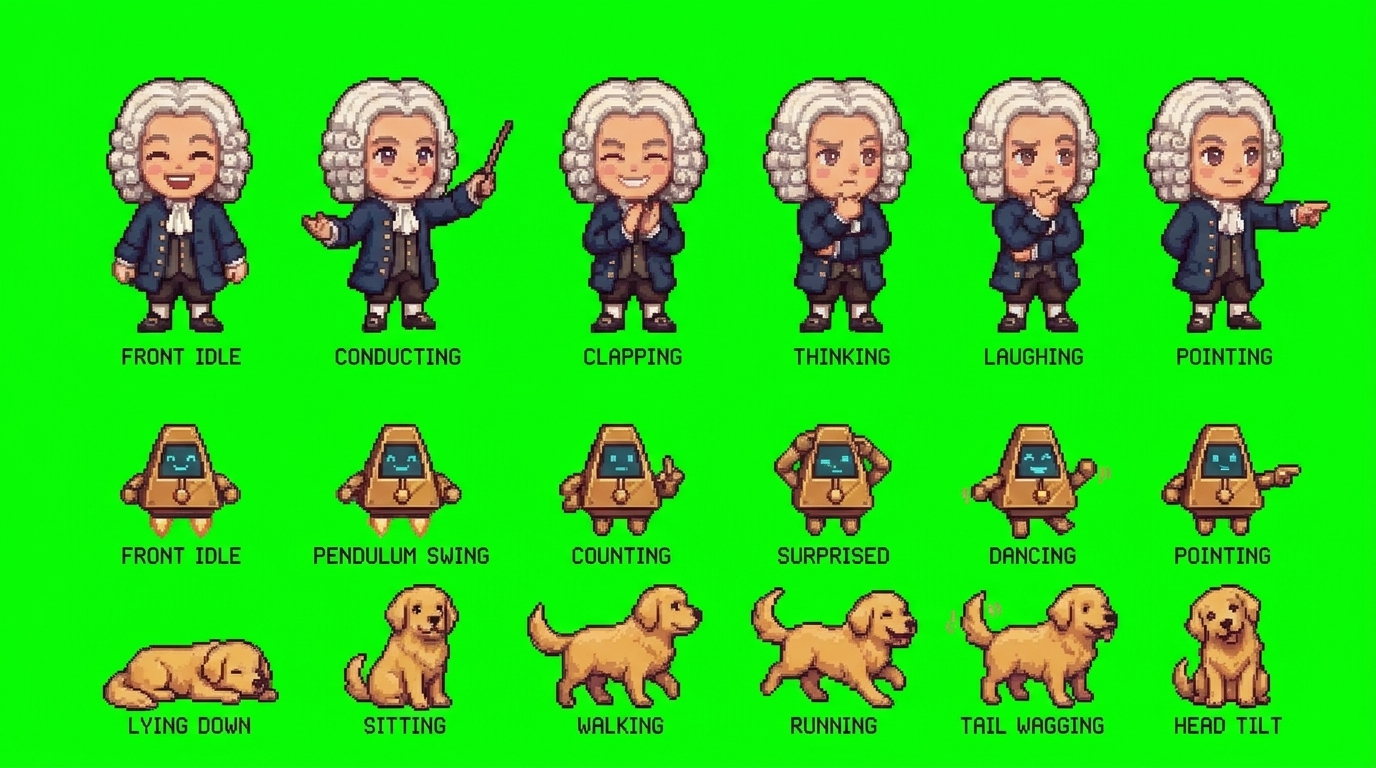 FRONT IDLE
CONDUCTING
CLAPPING
THINKING
LAUGHING
POINTING
FRONT IDLE
PENDULUM SWING
COUNTING
SURPRISED
DANCING
POINTING
LYING DOWN
SITTING
WALKING
RUNNING
TAIL WAGGING
HEAD TILT